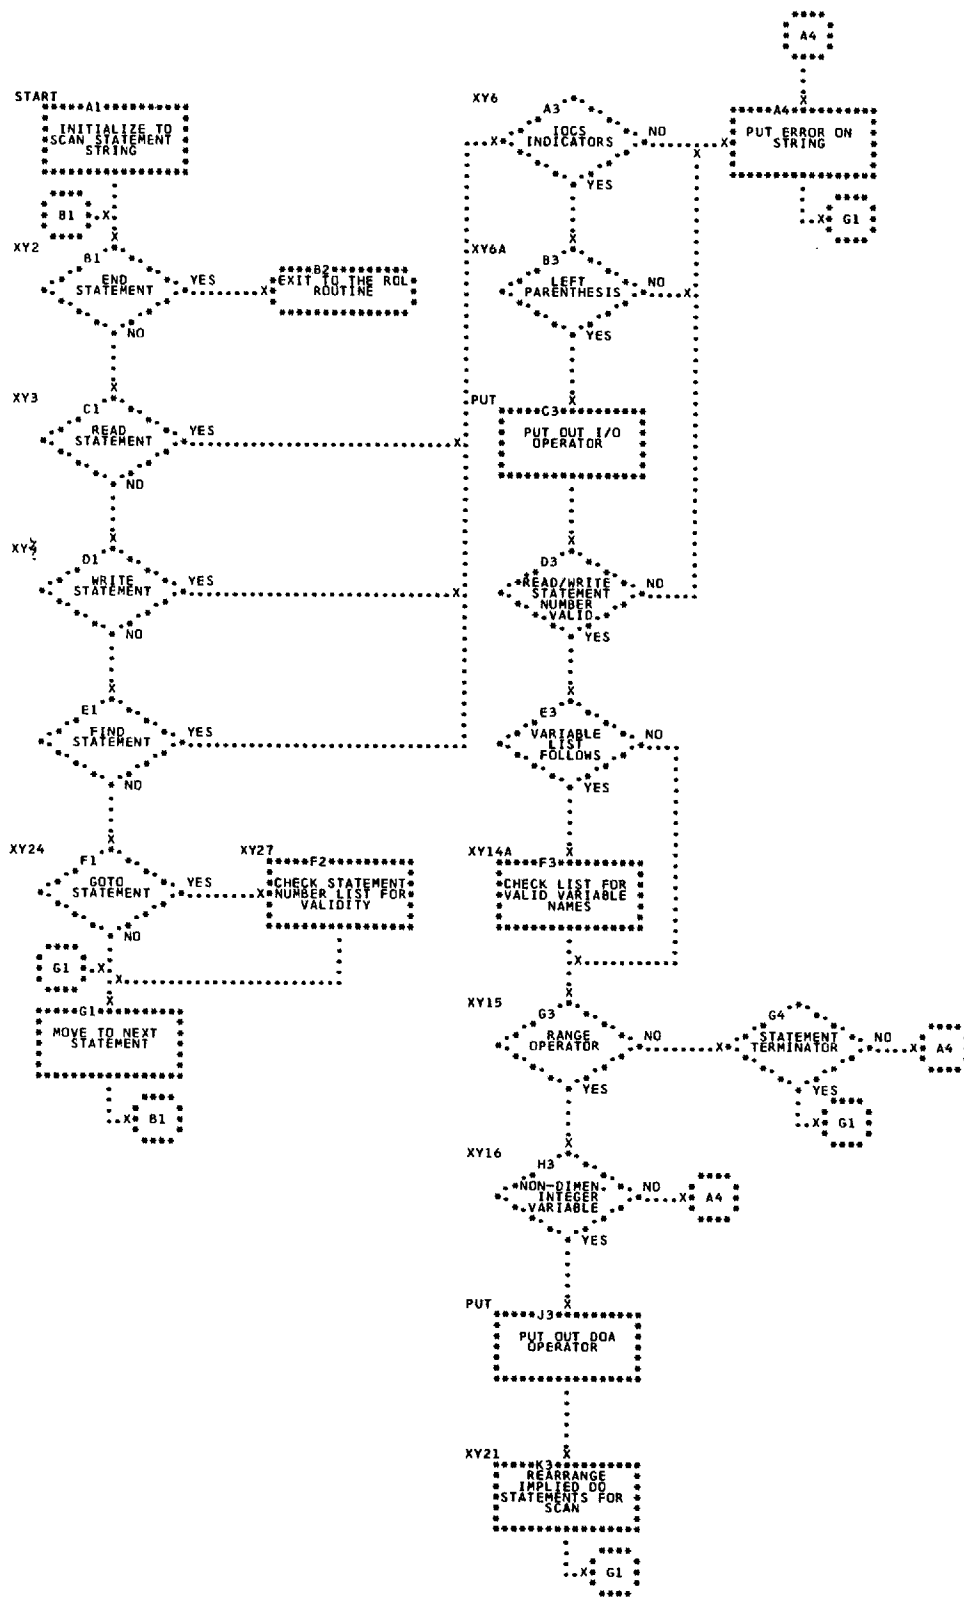 START
A1
INITIALIZE TO
SCAN STATEMENT
STRING
B1
XY2
B1
END
STATEMENT
YES
NO
B2
EXIT TO THE ROL
ROUTINE
XY3
C1
READ
STATEMENT
YES
NO
D1
WRITE
STATEMENT
YES
NO
E1
FIND
STATEMENT
YES
NO
XY24
F1
GOTO
STATEMENT
YES
NO
XY27
F2
CHECK STATEMENT
NUMBER LIST FOR
VALIDITY
G1
G1
MOVE TO NEXT
STATEMENT
B1
XY6
A3
IOCS
INDICATORS
NO
YES
A4
A4
PUT ERROR ON
STRING
G1
XY6A
B3
LEFT
PARENTHESIS
NO
YES
PUT
C3
PUT OUT I/O
OPERATOR
D3
READ/WRITE
STATEMENT
NUMBER
VALID
NO
YES
E3
VARIABLE
LIST
FOLLOWS
NO
YES
XY14A
F3
CHECK LIST FOR
VALID VARIABLE
NAMES
XY15
G3
RANGE
OPERATOR
NO
YES
G4
STATEMENT
TERMINATOR
NO
A4
YES
G1
XY16
H3
NON-DIMEN.
INTEGER
VARIABLE
NO
A4
YES
PUT
J3
PUT OUT DOA
OPERATOR
XY21
K3
REARRANGE
IMPLIED DO
STATEMENTS FOR
SCAN
G1